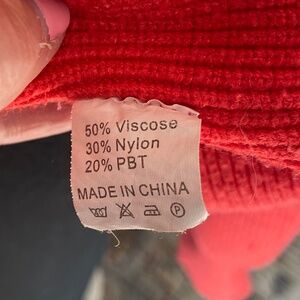 50% Viscose
30% Nylon
20% PBT
MADE IN CHINA
P